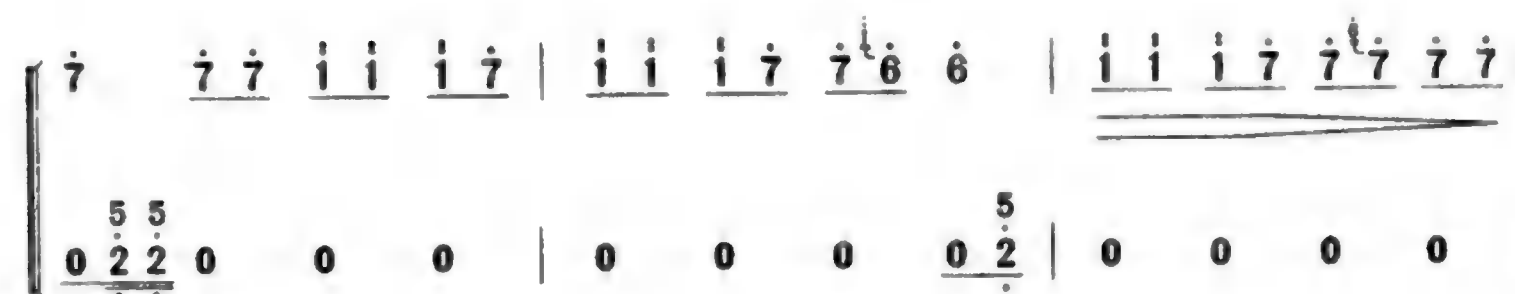 7̇ 7̇ 7̇ 1̇ 1̇ 1̇ 7̇ | 1̇ 1̇ 1̇ 7̇ 7̇ 6̇ 6̇ | 1̇ 1̇ 1̇ 7̇ 7̇ 7̇ 7̇ 7̇
5 5 5
0 2 2 0 0 0 | 0 0 0 0 2 | 0 0 0 0